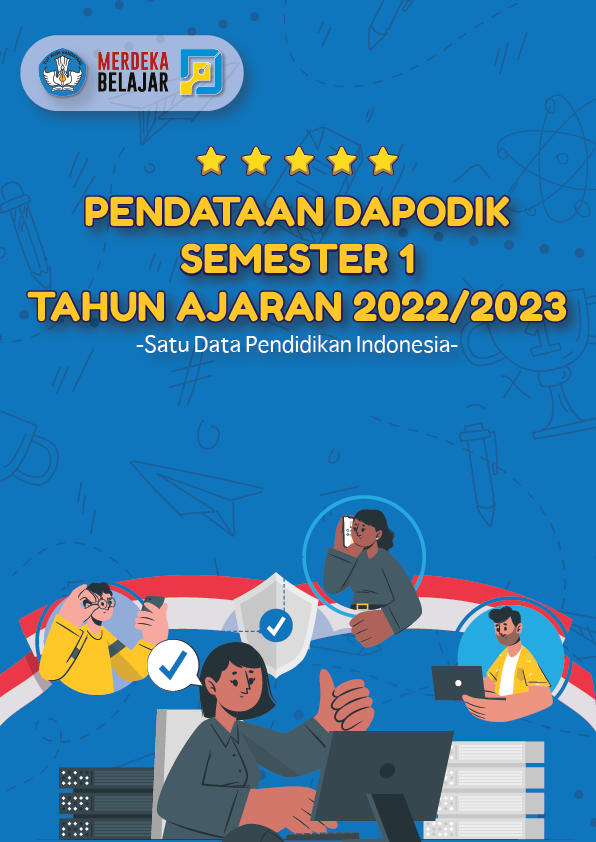 MERDEKA
BELAJAR
PENDATAAN DAPODIK
SEMESTER 1
TAHUN AJARAN 2022/2023
-Satu Data Pendidikan Indonesia-